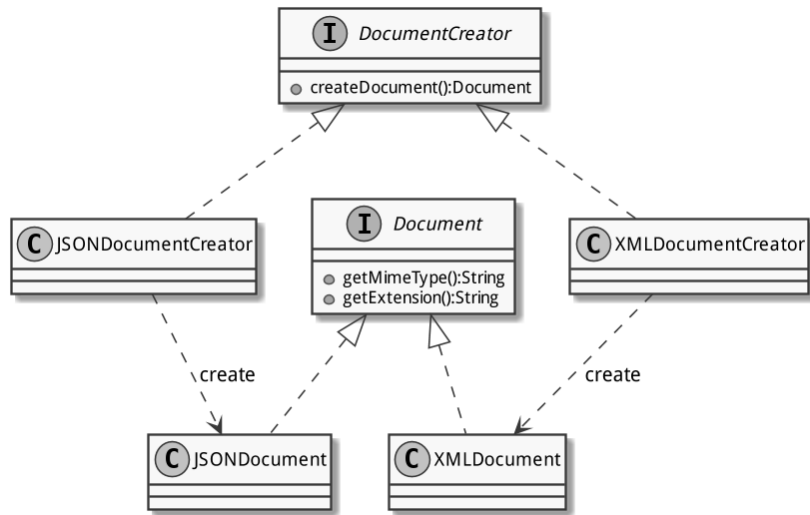 I DocumentCreator
createDocument():Document
C JSONDocumentCreator
I Document
getMimeType():String
getExtension():String
C XMLDocumentCreator
create
create
C JSONDocument
C XMLDocument